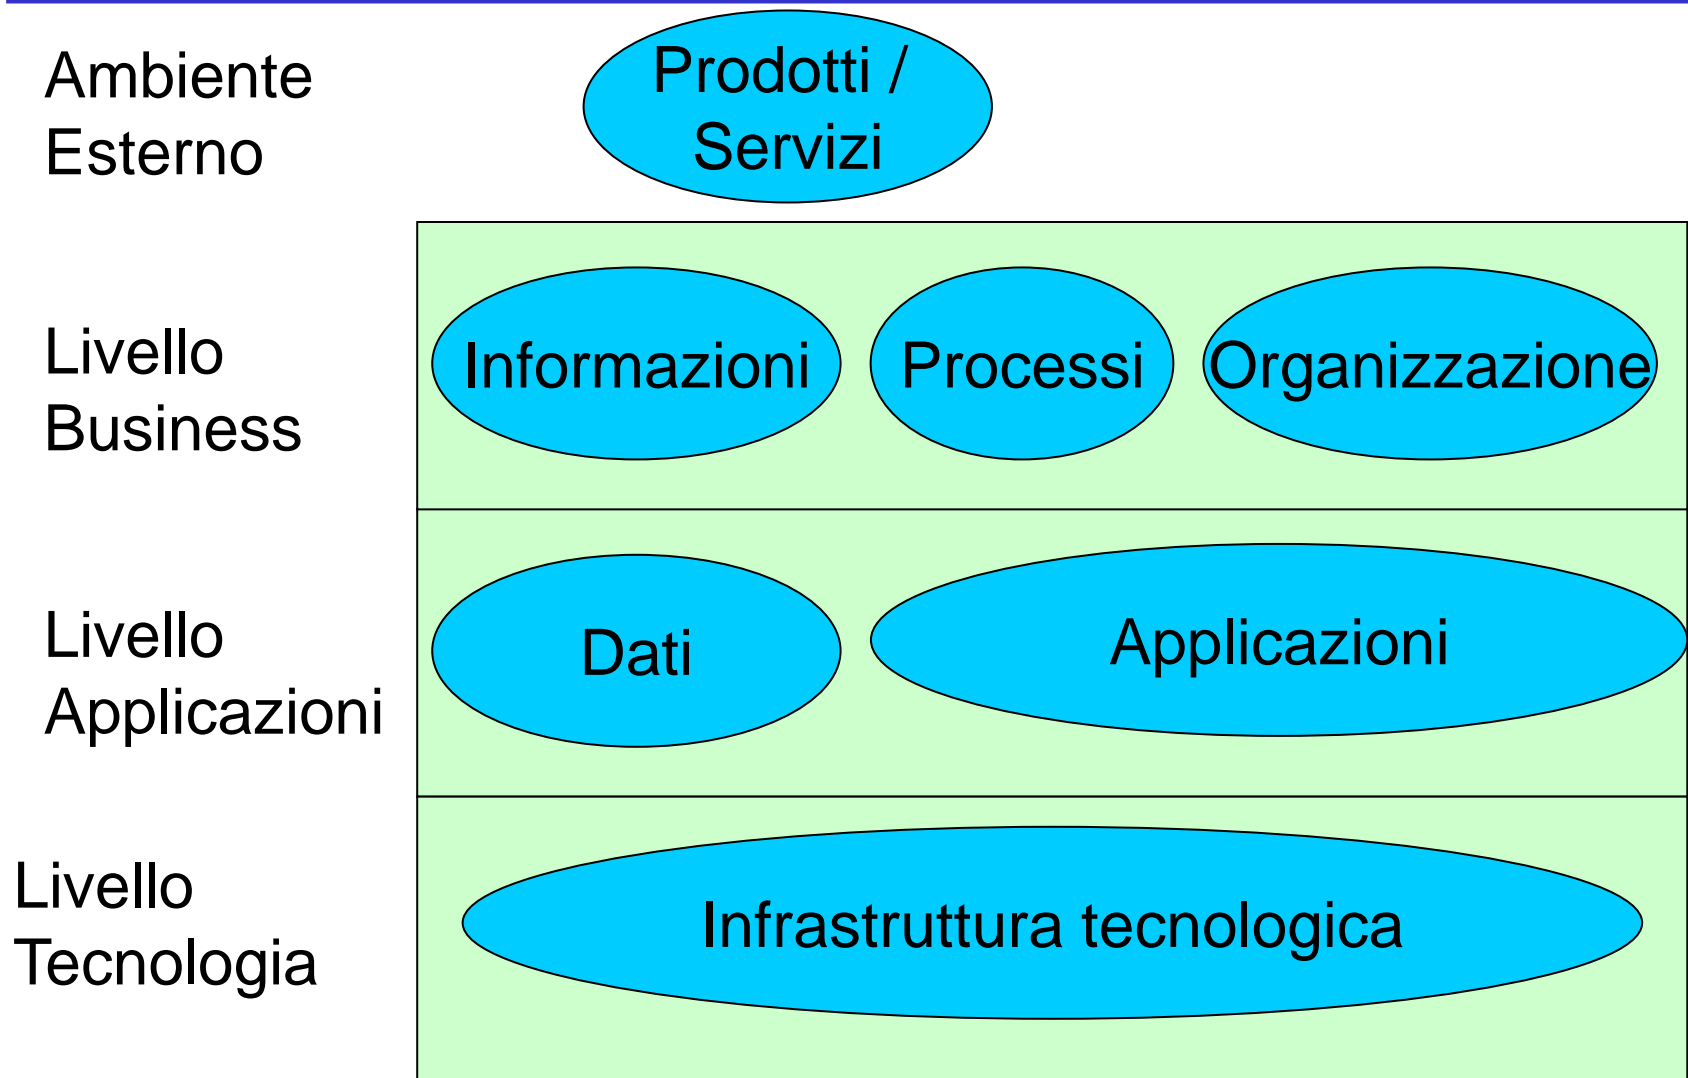 Ambiente
Esterno
Prodotti /
Servizi
Livello
Business
Informazioni
Processi
Organizzazione
Livello
Applicazioni
Dati
Applicazioni
Livello
Tecnologia
Infrastruttura tecnologica